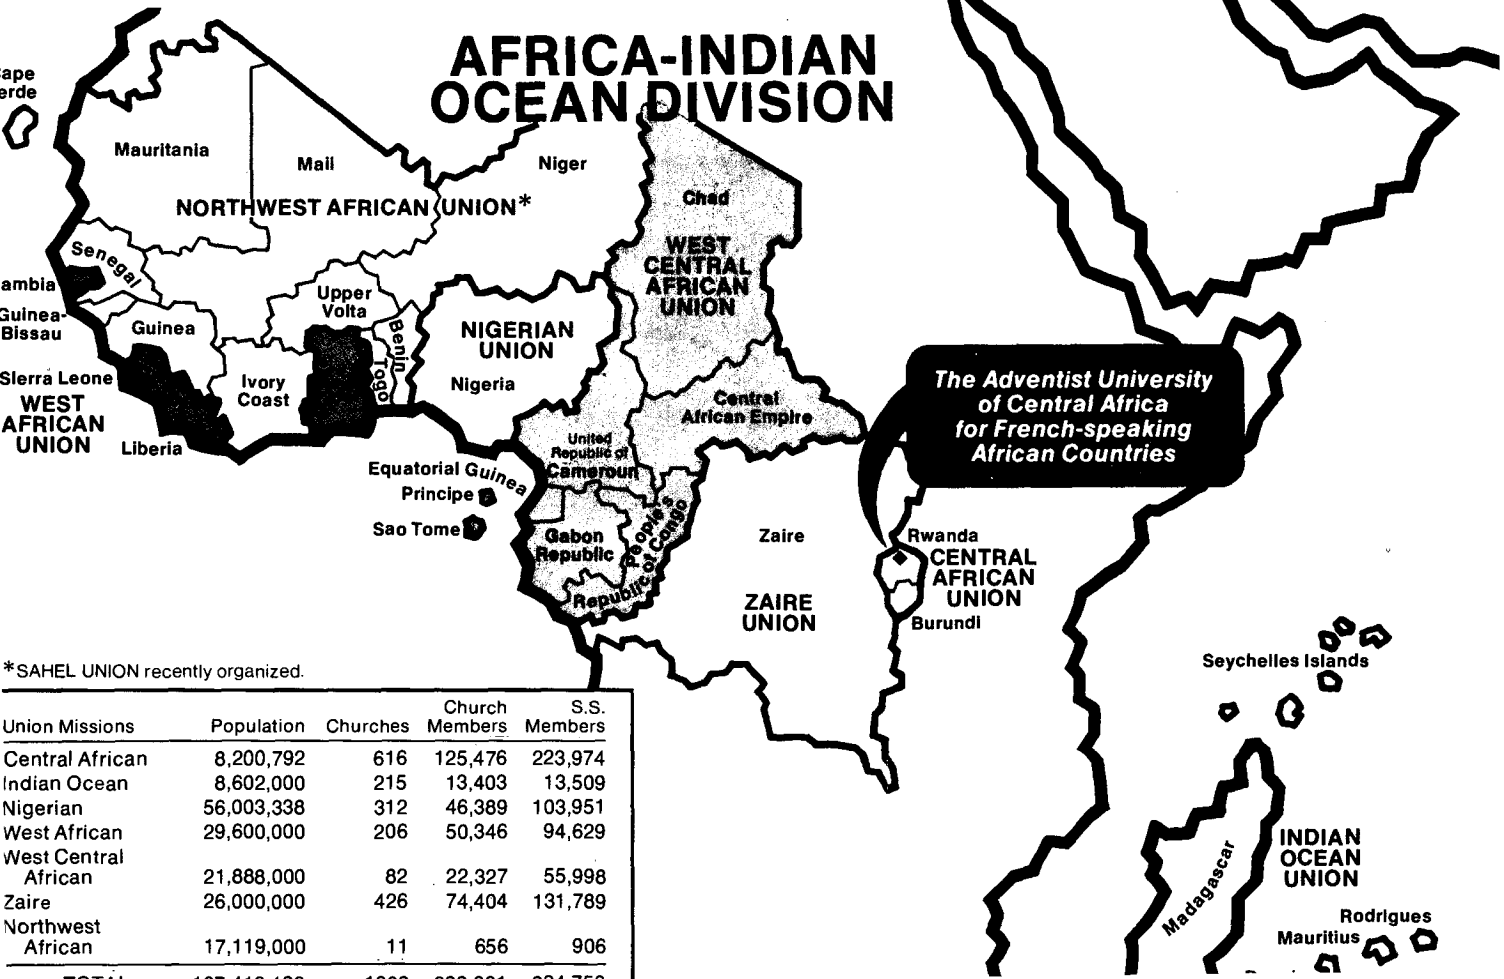 AFRICA-INDIAN
OCEAN DIVISION
Mauritania
Mail
Niger
Chad
NORTHWEST AFRICAN UNION*
WEST
CENTRAL
AFRICAN
UNION
Senegal
ambia
Guinea-
Bissau
Guinea
Upper
Volta
Benin
Togo
NIGERIAN
UNION
Nigeria
Sierra Leone
WEST
AFRICAN
UNION
Liberia
Ivory
Coast
Central
African Empire
The Adventist University
of Central Africa
for French-speaking
African Countries
United
Republic of
Cameroun
Equatorial Guinea
Principe
Sao Tome
Gabon
Republic
People's
Republic of Congo
Zaire
ZAIRE
UNION
Rwanda
CENTRAL
AFRICAN
UNION
Burundi
Seychelles Islands
Madagascar
INDIAN
OCEAN
UNION
Rodrigues
Mauritius
*SAHEL UNION recently organized.
Union Missions Population Churches Church Members S.S. Members
Central African 8,200,792 616 125,476 223,974
Indian Ocean 8,602,000 215 13,403 13,509
Nigerian 56,003,338 312 46,389 103,951
West African 29,600,000 206 50,346 94,629
West Central
African 21,888,000 82 22,327 55,998
Zaire 26,000,000 426 74,404 131,789
Northwest
African 17,119,000 11 656 906